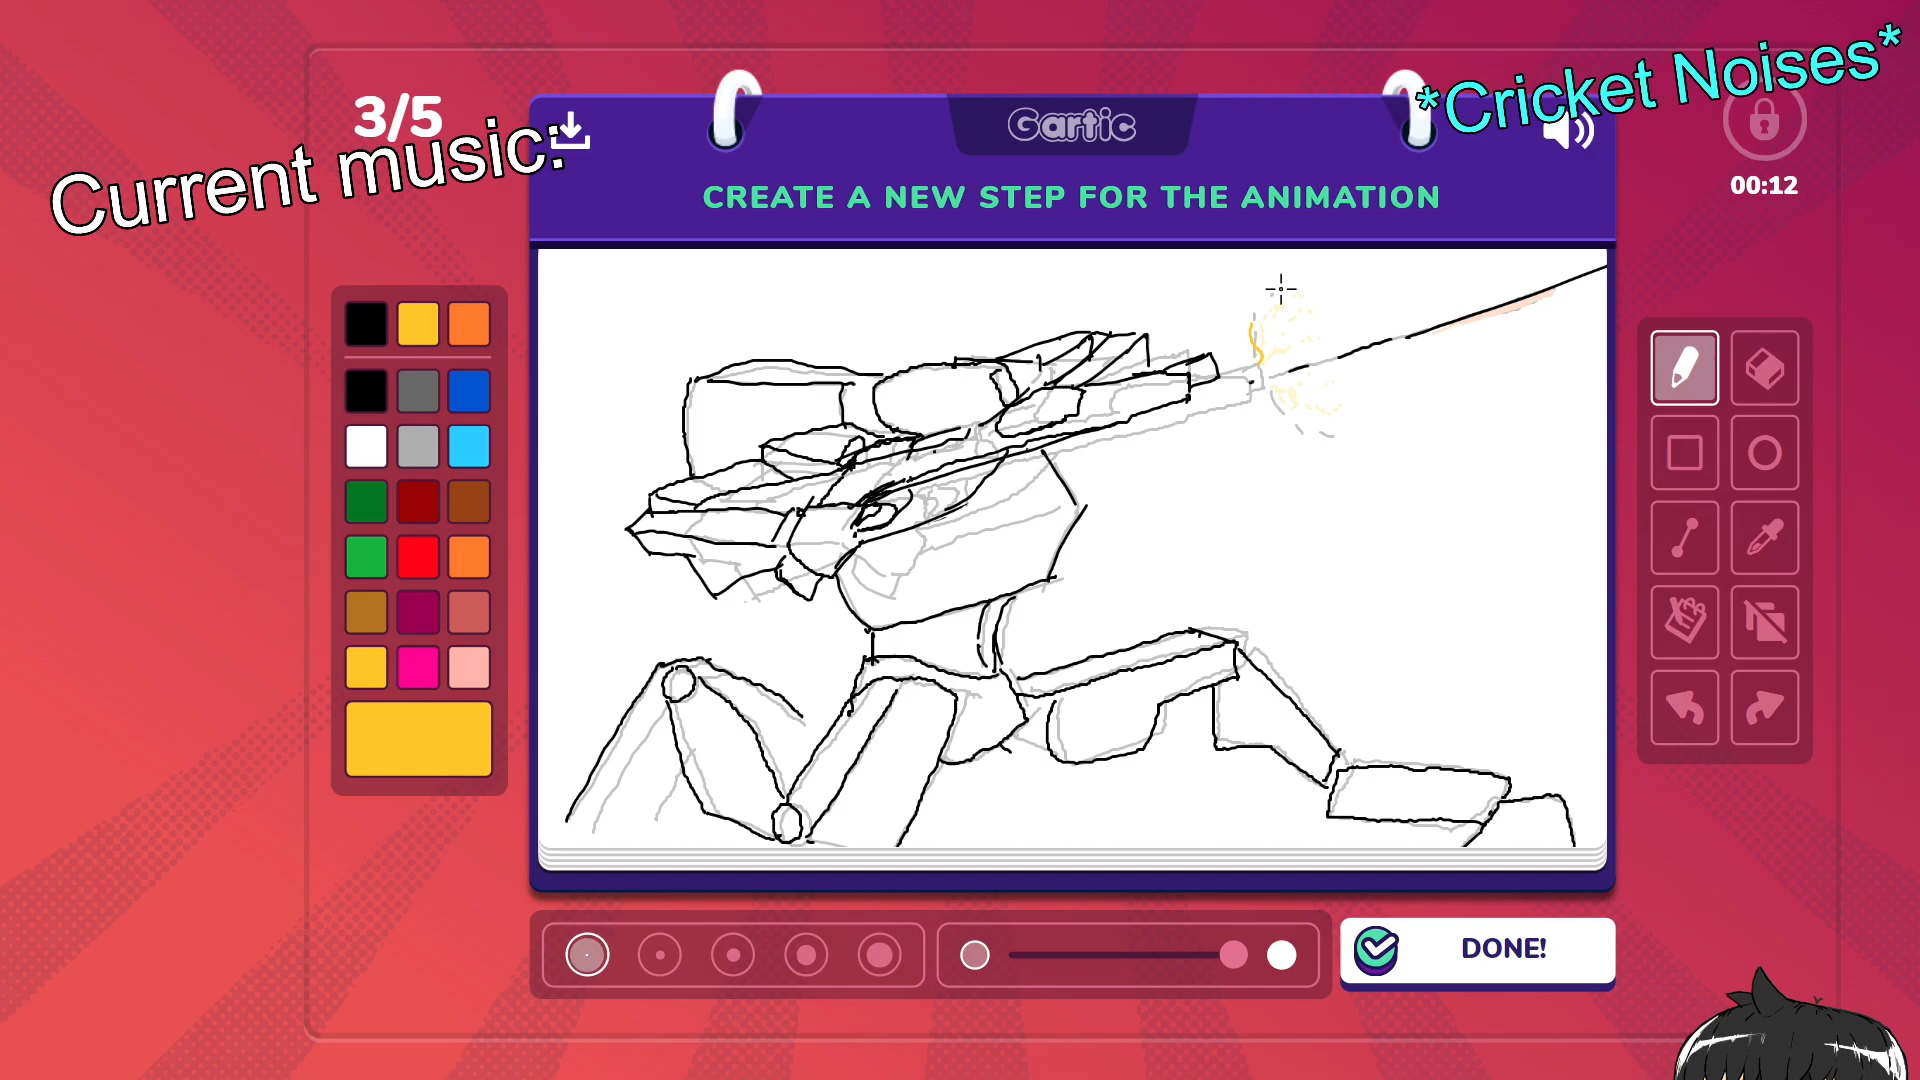 3/5
Current music:
Gartic
*Cricket Noises*
00:12
CREATE A NEW STEP FOR THE ANIMATION
DONE!